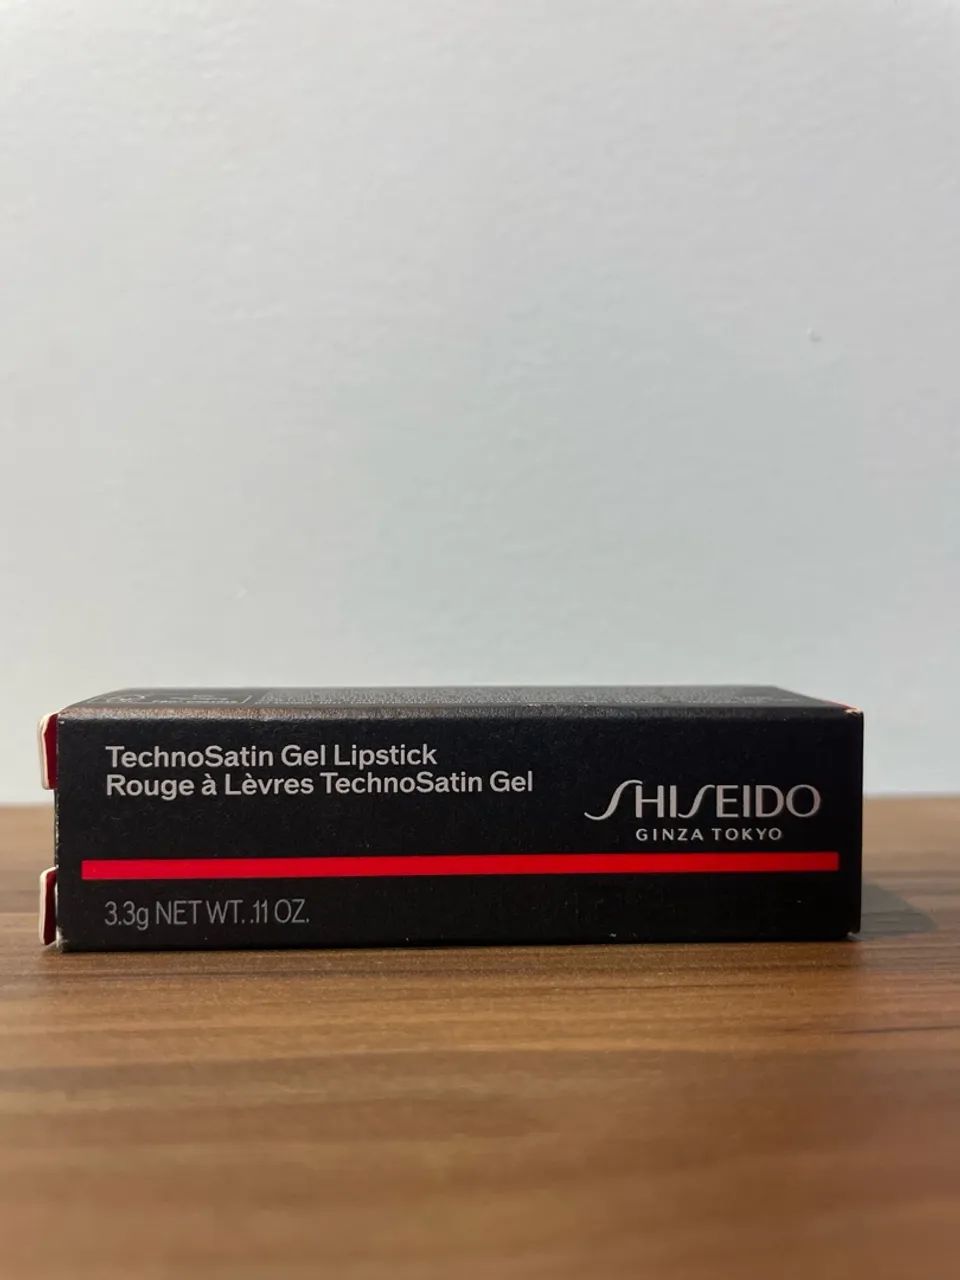 TechnoSatin Gel Lipstick
Rouge à Lèvres TechnoSatin Gel
SHISEIDO
GINZA TOKYO
3.3g NET WT. .11 OZ.